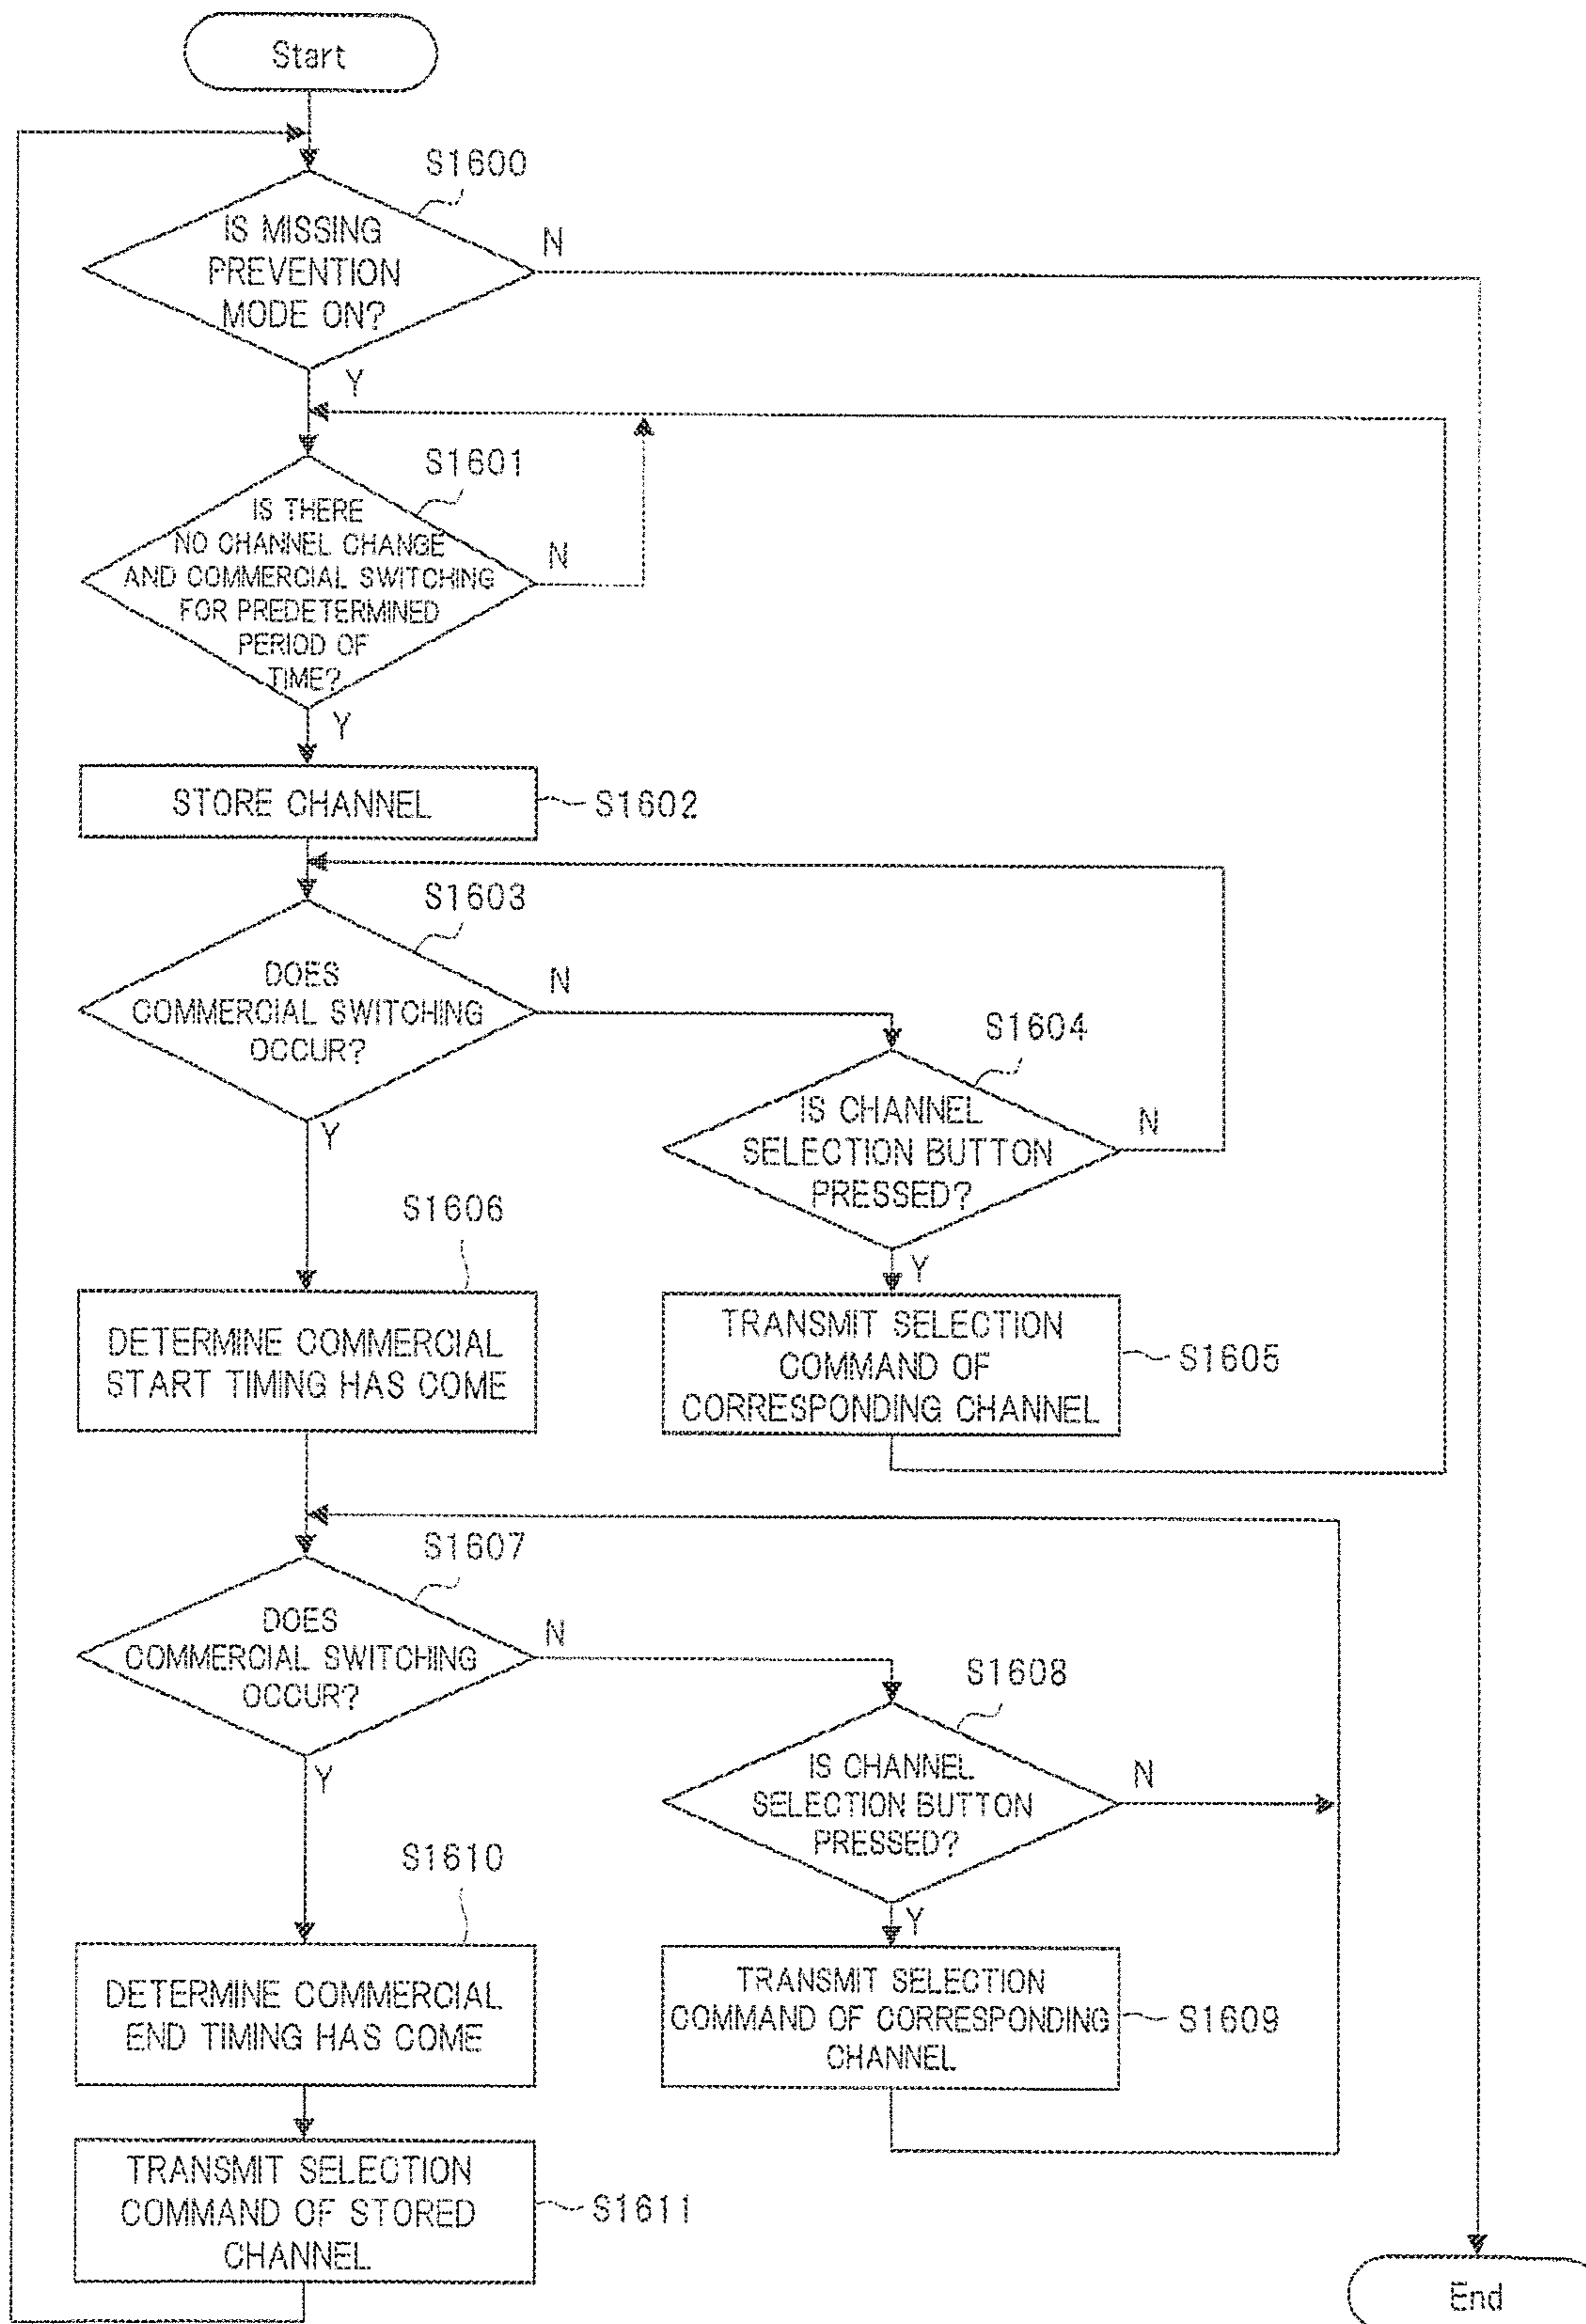 Start
S1600
IS MISSING
PREVENTION
MODE ON?
N
Y
S1601
IS THERE
NO CHANNEL CHANGE
AND COMMERCIAL SWITCHING
FOR PREDETERMINED
PERIOD OF
TIME?
N
Y
STORE CHANNEL
S1602
S1603
DOES
COMMERCIAL SWITCHING
OCCUR?
N
Y
S1604
IS CHANNEL
SELECTION BUTTON
PRESSED?
N
Y
S1606
DETERMINE COMMERCIAL
START TIMING HAS COME
TRANSMIT SELECTION
COMMAND OF
CORRESPONDING CHANNEL
S1605
S1607
DOES
COMMERCIAL SWITCHING
OCCUR?
N
Y
S1608
IS CHANNEL
SELECTION BUTTON
PRESSED?
N
Y
S1610
DETERMINE COMMERCIAL
END TIMING HAS COME
TRANSMIT SELECTION
COMMAND OF CORRESPONDING
CHANNEL
S1609
TRANSMIT SELECTION
COMMAND OF STORED
CHANNEL
S1611
End